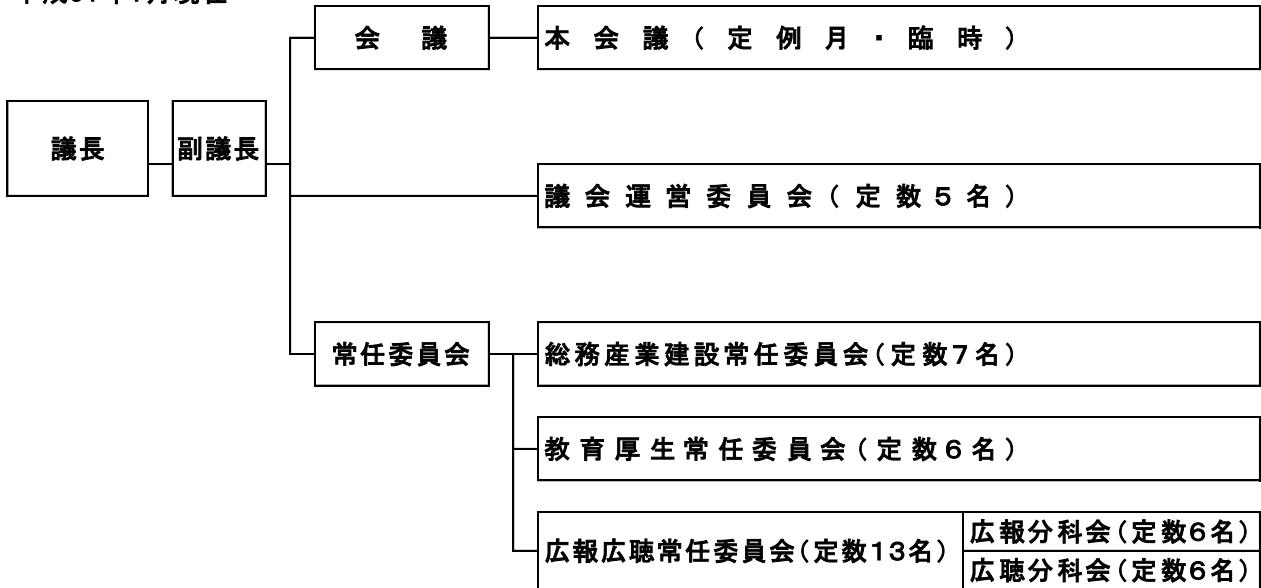 会議
本会議(定例月・臨時)
議長
副議長
議会運営委員会(定数5名)
常任委員会
総務産業建設常任委員会(定数7名)
教育厚生常任委員会(定数6名)
広報広聴常任委員会(定数13名)
広報分科会(定数6名)
広聴分科会(定数6名)